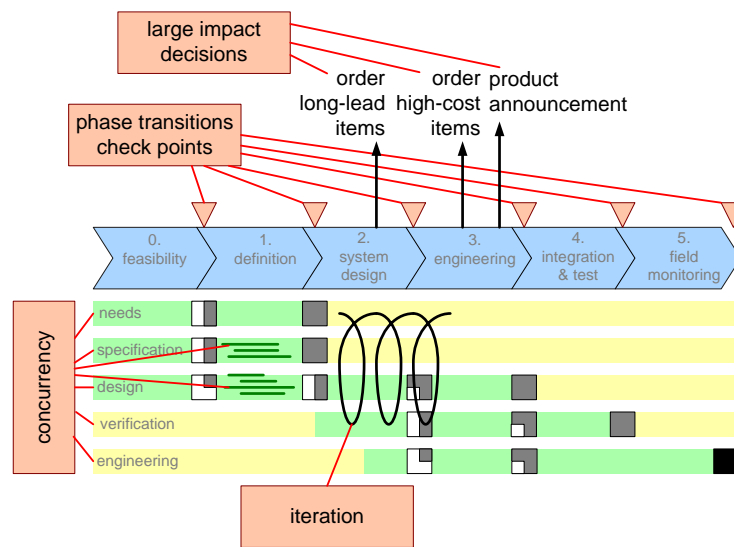 large impact
decisions
order
long-lead
items
order
high-cost
items
product
announcement
phase transitions
check points
0.
feasibility
1.
definition
2.
system
design
3.
engineering
4.
integration
& test
5.
field
monitoring
needs
specification
design
verification
engineering
concurrency
iteration